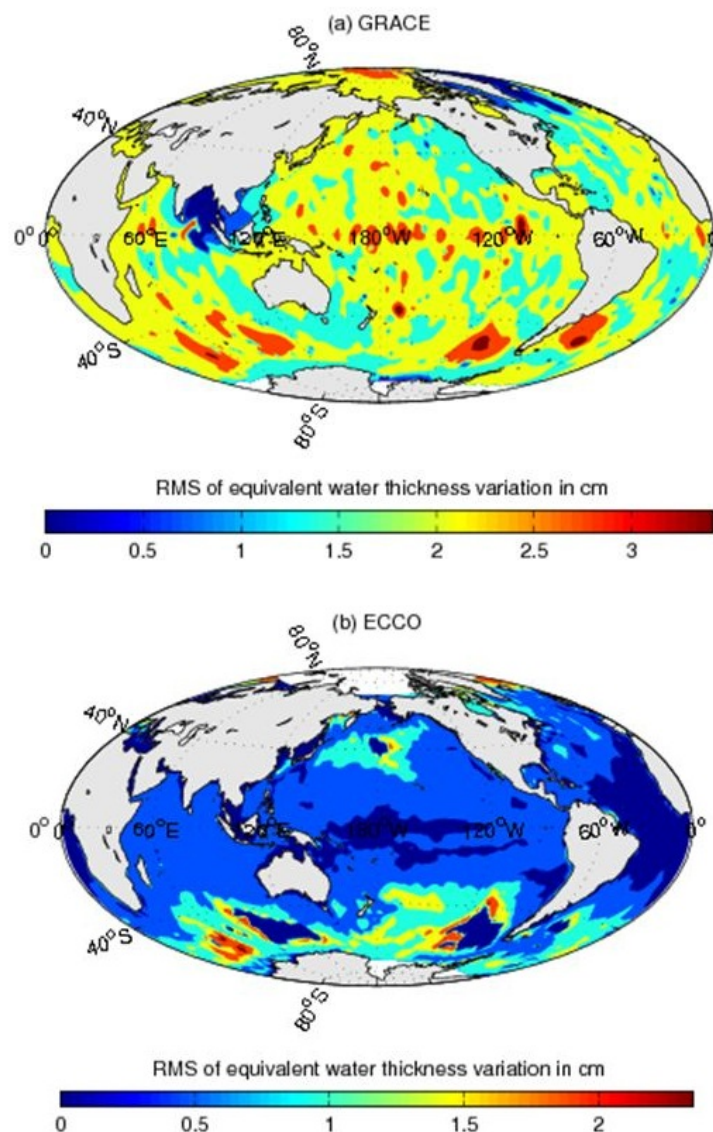 (a) GRACE
80°N
40°N
0° 0° 60°E 120°E 180°W 120°W 60°W 0°
40°S
80°S
RMS of equivalent water thickness variation in cm
0 0.5 1 1.5 2 2.5 3
(b) ECCO
80°N
40°N
0° 0° 60°E 120°E 180°W 120°W 60°W 0°
40°S
80°S
RMS of equivalent water thickness variation in cm
0 0.5 1 1.5 2